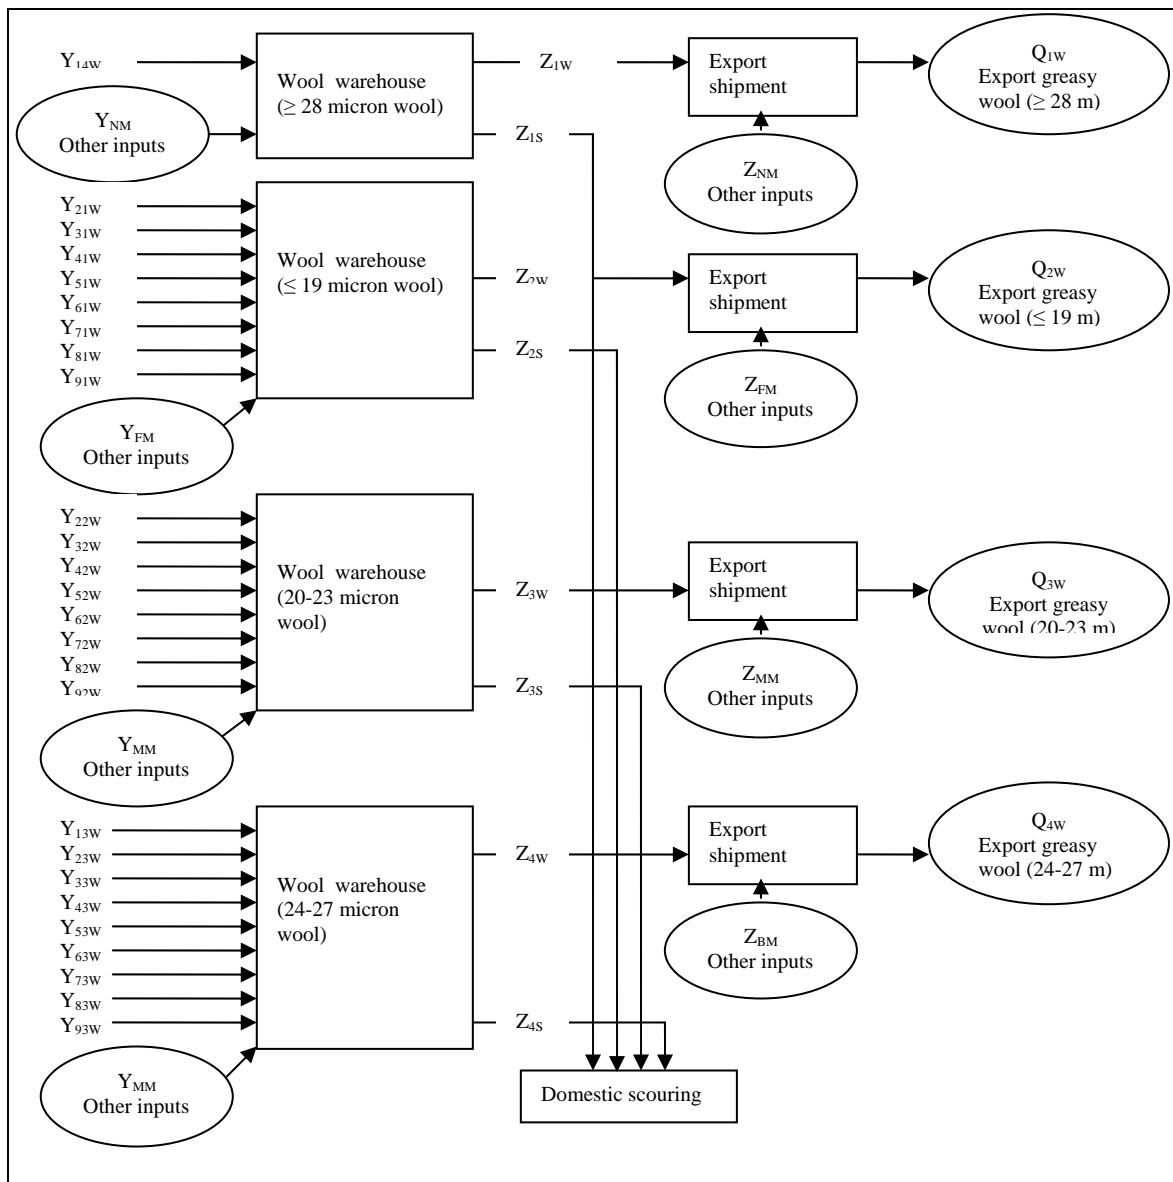 Y14W
Wool warehouse
(≥ 28 micron wool)
Z1W
Export
shipment
Q1W
Export greasy
wool (≥ 28 m)
YNM
Other inputs
Z1S
ZNM
Other inputs
Y21W
Y31W
Y41W
Y51W
Y61W
Y71W
Y81W
Y91W
Wool warehouse
(≤ 19 micron wool)
Z2W
Export
shipment
Q2W
Export greasy
wool (≤ 19 m)
Z2S
ZFM
Other inputs
YFM
Other inputs
Y22W
Y32W
Y42W
Y52W
Y62W
Y72W
Y82W
Y92W
Wool warehouse
(20-23 micron
wool)
Z3W
Export
shipment
Q3W
Export greasy
wool (20-23 m)
Z3S
ZMM
Other inputs
YMM
Other inputs
Y13W
Y23W
Y33W
Y43W
Y53W
Y63W
Y73W
Y83W
Y93W
Wool warehouse
(24-27 micron
wool)
Z4W
Export
shipment
Q4W
Export greasy
wool (24-27 m)
ZBM
Other inputs
Z4S
YMM
Other inputs
Domestic scouring